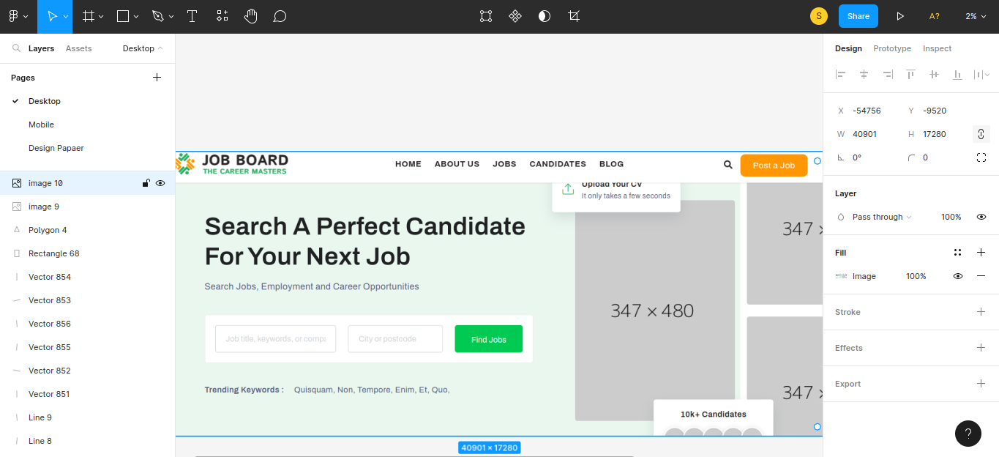 S
Share
A?
2%
Layers
Assets
Desktop
Design
Prototype
Inspect
Pages
Desktop
Mobile
Design Papaer
image 10
image 9
Polygon 4
Rectangle 68
Vector 854
Vector 853
Vector 856
Vector 855
Vector 852
Vector 851
Line 9
Line 8
JOB BOARD
THE CAREER MASTERS
HOME
ABOUT US
JOBS
CANDIDATES
BLOG
Post a Job
Upload Your CV
It only takes a few seconds
Search A Perfect Candidate
For Your Next Job
Search Jobs, Employment and Career Opportunities
Job title, keywords, or compa
City or postcode
Find Jobs
Trending Keywords :
Quisquam, Non, Tempore, Enim, Et, Quo,
347 × 480
347 ×
347 ×
10k+ Candidates
40901 × 17280
X
-54756
Y
-9520
W
40901
H
17280
0°
0
Layer
Pass through
100%
Fill
Image
100%
Stroke
Effects
Export
?